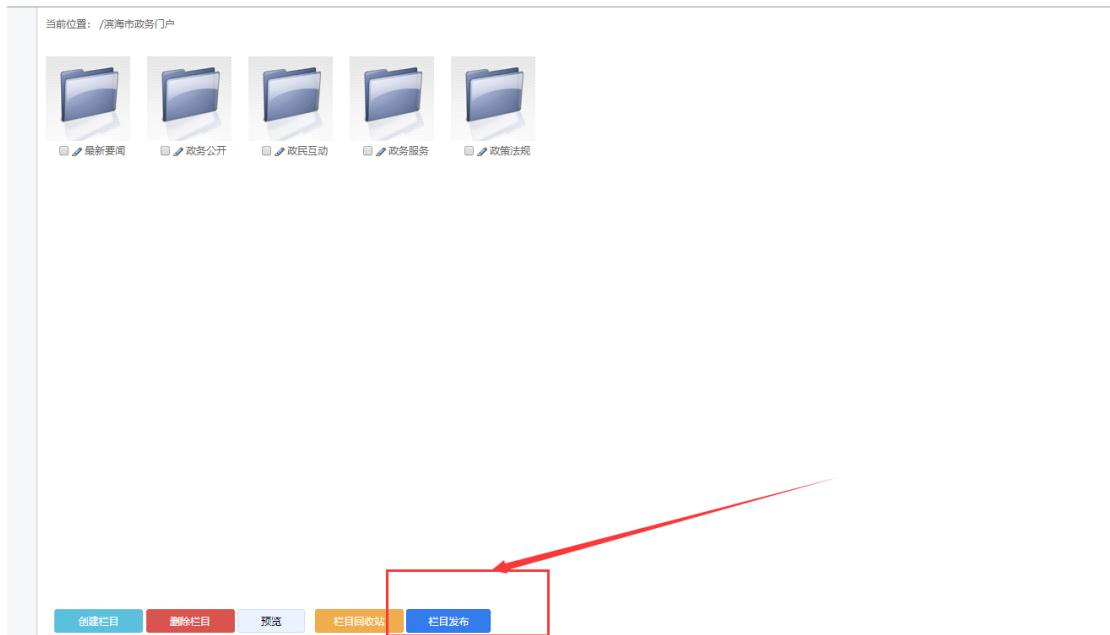 当前位置： /滨海市政务门户
最新要闻 政务公开 政民互动 政务服务 政策法规
创建栏目 删除栏目 预览 栏目回收站 栏目发布